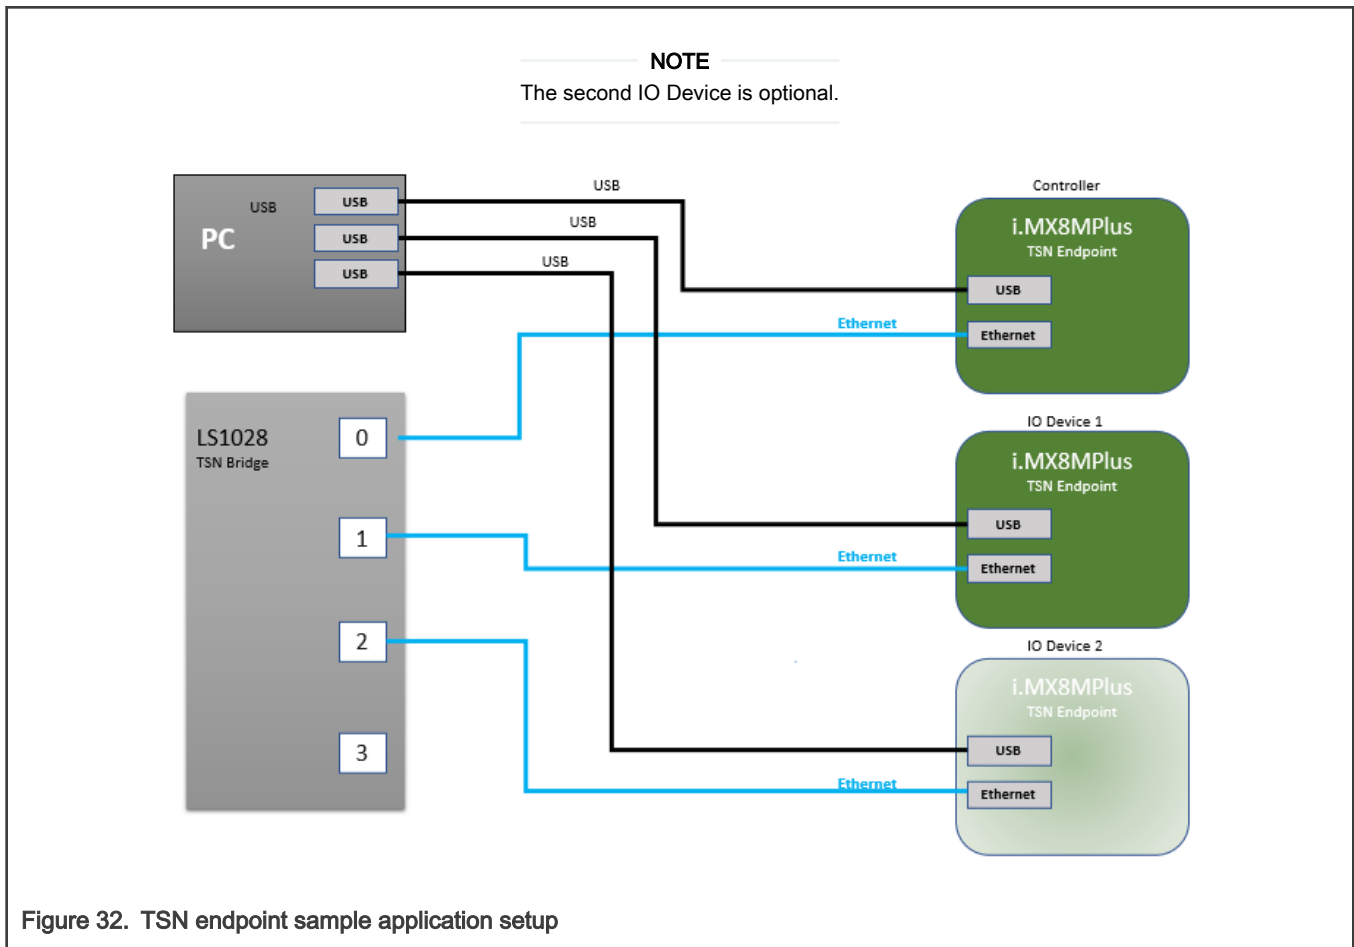 NOTE
The second IO Device is optional.
USB
PC
USB
USB
USB
USB
USB
USB
Controller
i.MX8MPlus
TSN Endpoint
USB
Ethernet
Ethernet
LS1028
TSN Bridge
0
1
2
3
IO Device 1
i.MX8MPlus
TSN Endpoint
USB
Ethernet
Ethernet
IO Device 2
i.MX8MPlus
TSN Endpoint
USB
Ethernet
Ethernet
Figure 32. TSN endpoint sample application setup